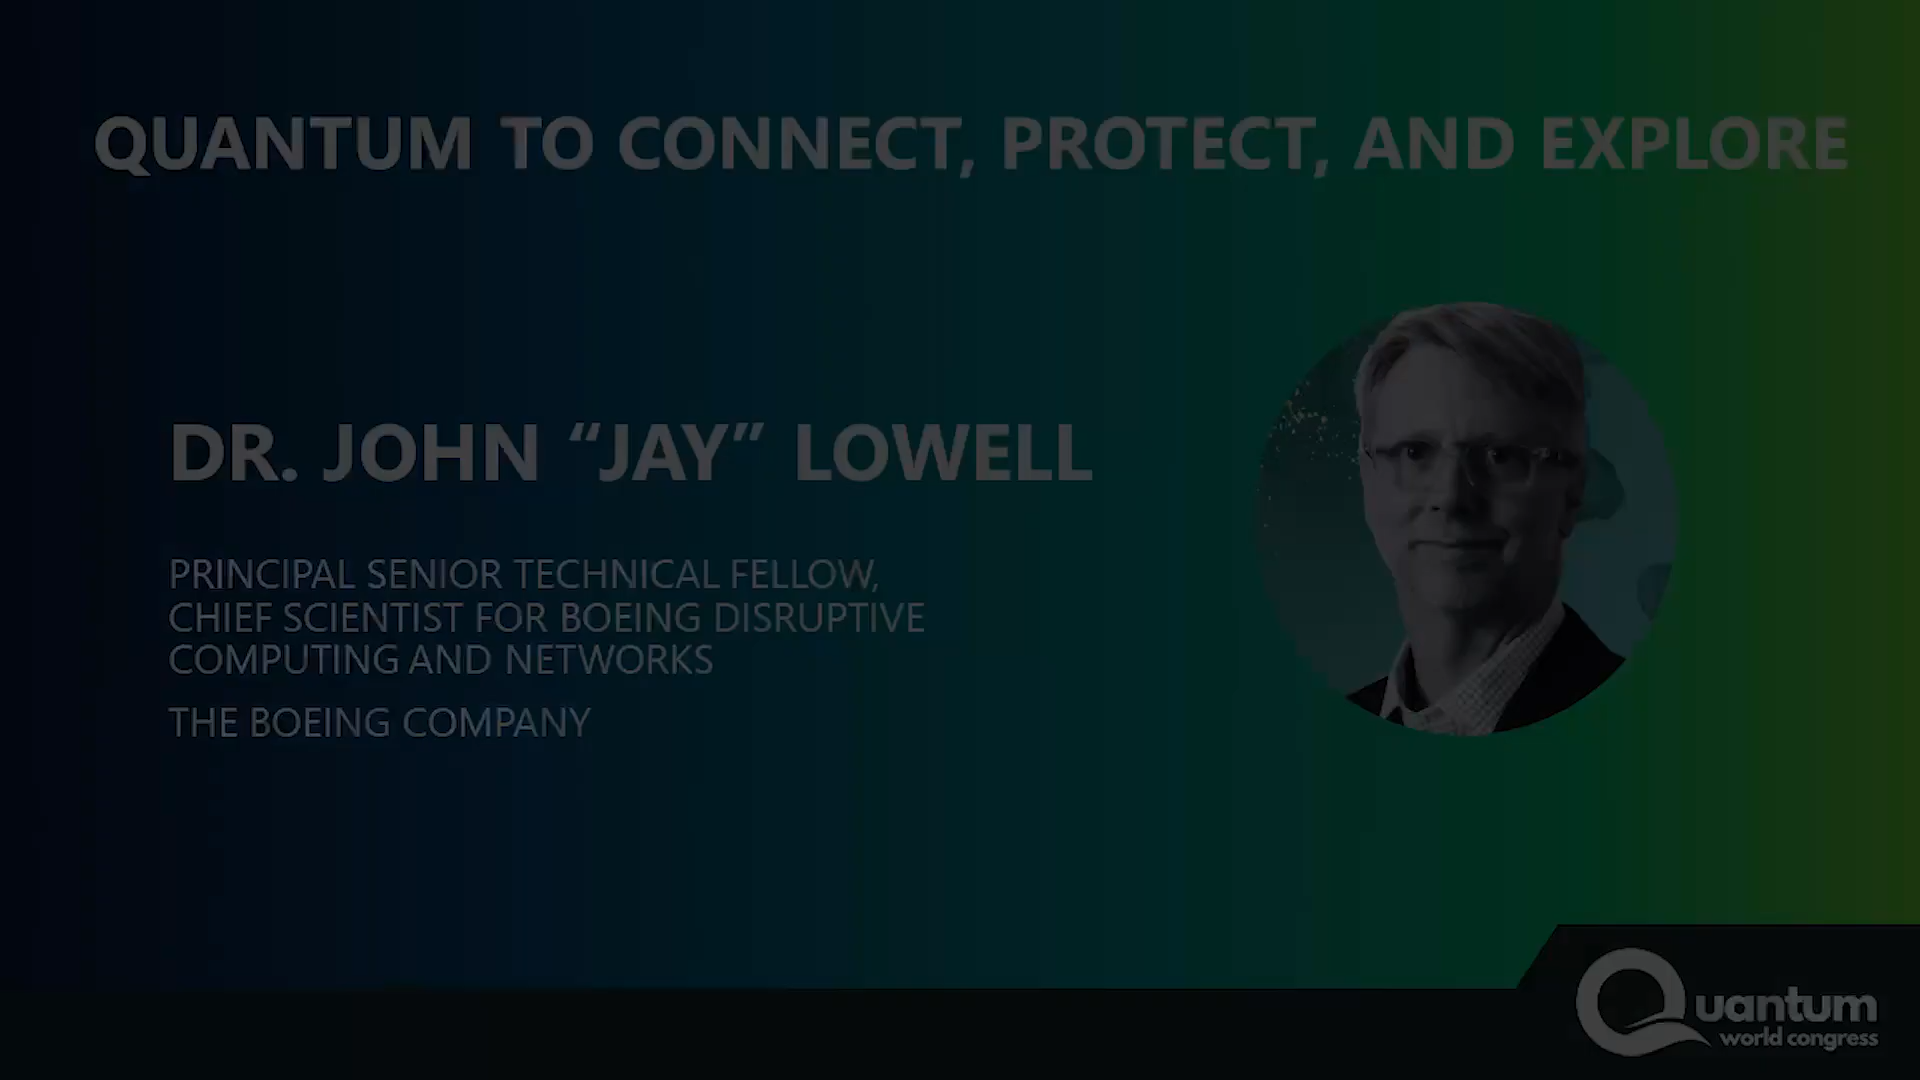 QUANTUM TO CONNECT, PROTECT, AND EXPLORE
DR. JOHN “JAY” LOWELL
PRINCIPAL SENIOR TECHNICAL FELLOW,
CHIEF SCIENTIST FOR BOEING DISRUPTIVE
COMPUTING AND NETWORKS
THE BOEING COMPANY
Quantum
world congress